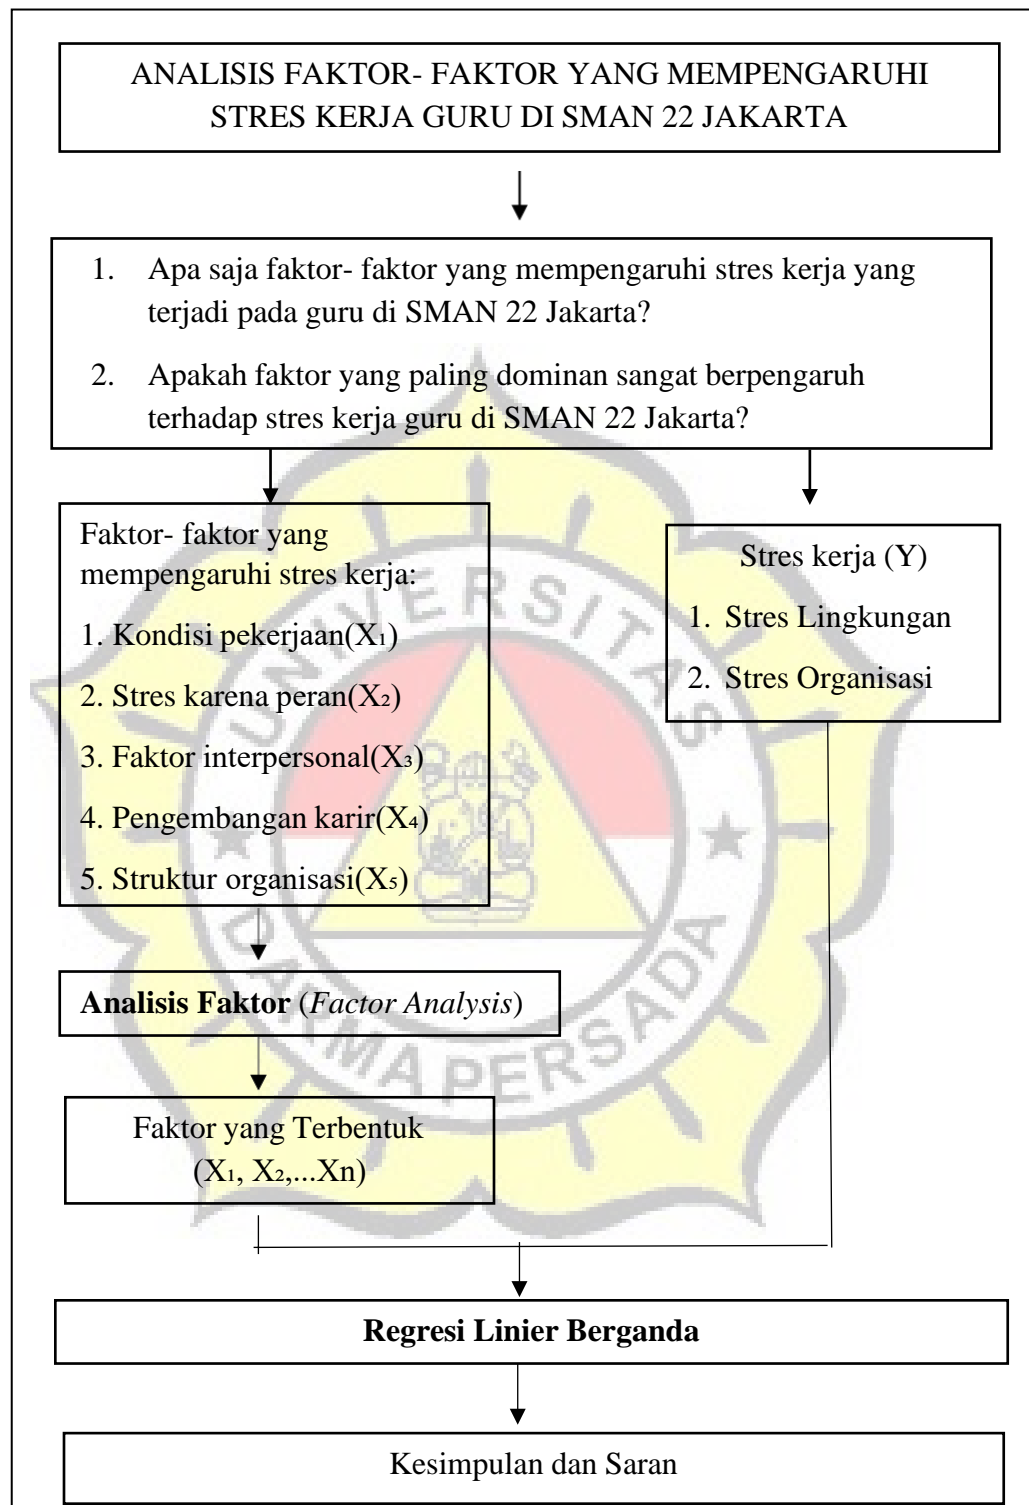 ANALISIS FAKTOR- FAKTOR YANG MEMPENGARUHI
STRES KERJA GURU DI SMAN 22 JAKARTA
1. Apa saja faktor- faktor yang mempengaruhi stres kerja yang
terjadi pada guru di SMAN 22 Jakarta?
2. Apakah faktor yang paling dominan sangat berpengaruh
terhadap stres kerja guru di SMAN 22 Jakarta?
Faktor- faktor yang
mempengaruhi stres kerja:
1. Kondisi pekerjaan(X₁)
2. Stres karena peran(X₂)
3. Faktor interpersonal(X₃)
4. Pengembangan karir(X₄)
5. Struktur organisasi(X₅)
Stres kerja (Y)
1. Stres Lingkungan
2. Stres Organisasi
Analisis Faktor (Factor Analysis)
Faktor yang Terbentuk
(X₁, X₂,...Xn)
Regresi Linier Berganda
Kesimpulan dan Saran
UNIVERSITAS
DARMA PERSADA